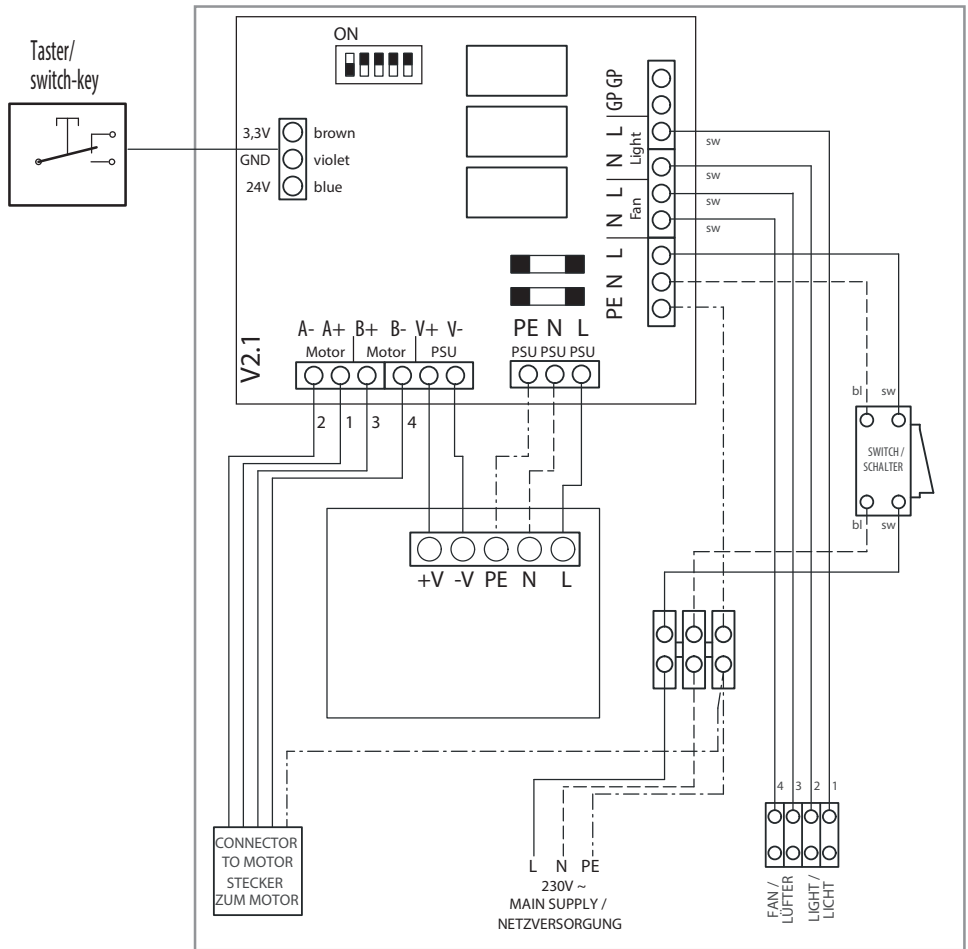 Taster/
switch-key
ON
3,3V brown
GND violet
24V blue
GP GP
N L
Light
N L
Fan
PE N L
sw
sw
sw
sw
V2.1
A- A+ B+ B- V+ V-
Motor Motor PSU
2 1 3 4
PE N L
PSU PSU PSU
bl sw
SWITCH /
SCHALTER
bl sw
+V -V PE N L
CONNECTOR
TO MOTOR
STECKER
ZUM MOTOR
L N PE
230V ~
MAIN SUPPLY /
NETZVERSORGUNG
4 3 2 1
FAN /
LÜFTER
LIGHT /
LICHT